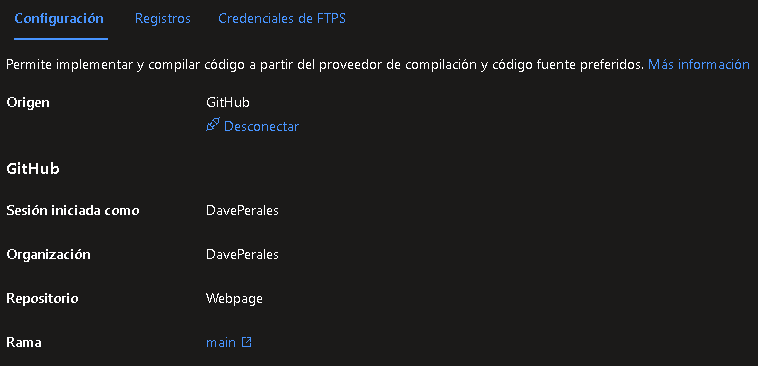 Configuración Registros Credenciales de FTPS
Permite implementar y compilar código a partir del proveedor de compilación y código fuente preferidos. Más información
Origen GitHub
Desconectar
GitHub
Sesión iniciada como DavePerales
Organización DavePerales
Repositorio Webpage
Rama main